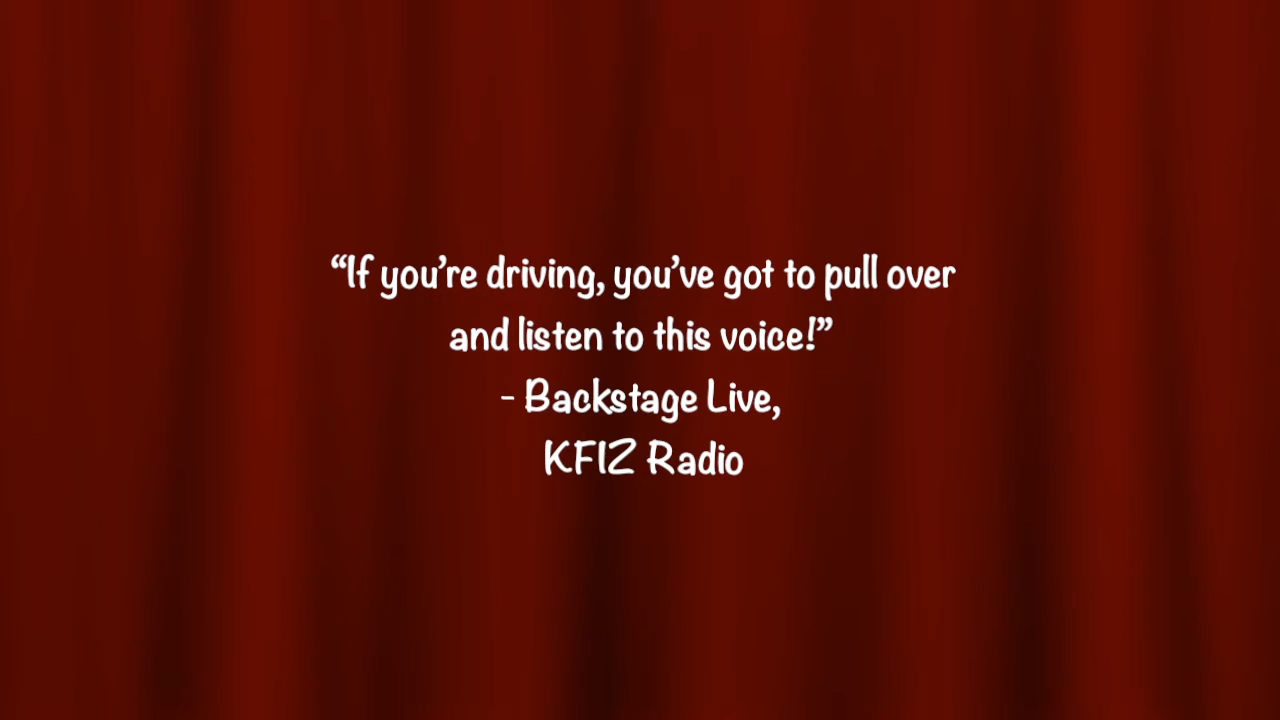 “If you’re driving, you’ve got to pull over
and listen to this voice!”
- Backstage Live,
KFIZ Radio